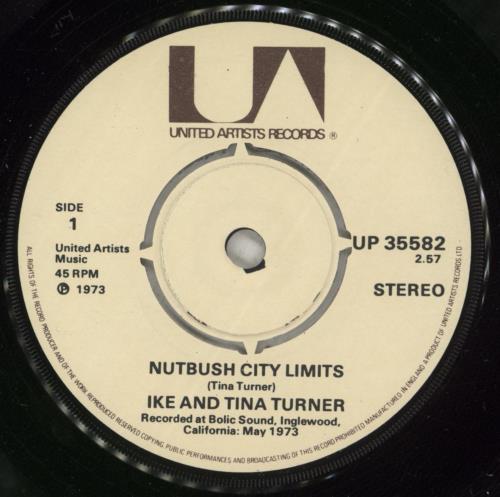 UA
UNITED ARTISTS RECORDS ®
SIDE
1
United Artists
Music
45 RPM
℗ 1973
UP 35582
2.57
STEREO
NUTBUSH CITY LIMITS
(Tina Turner)
IKE AND TINA TURNER
Recorded at Bolic Sound, Inglewood,
California: May 1973
ALL RIGHTS OF THE RECORD PRODUCER AND OF THE OWNER OF THE WORK REPRODUCED RESERVED COPYING PUBLIC PERFORMANCES AND BROADCASTING OF THIS RECORD PROHIBITED MANUFACTURED IN ENGLAND A PRODUCT OF UNITED ARTISTS RECORDS LTD